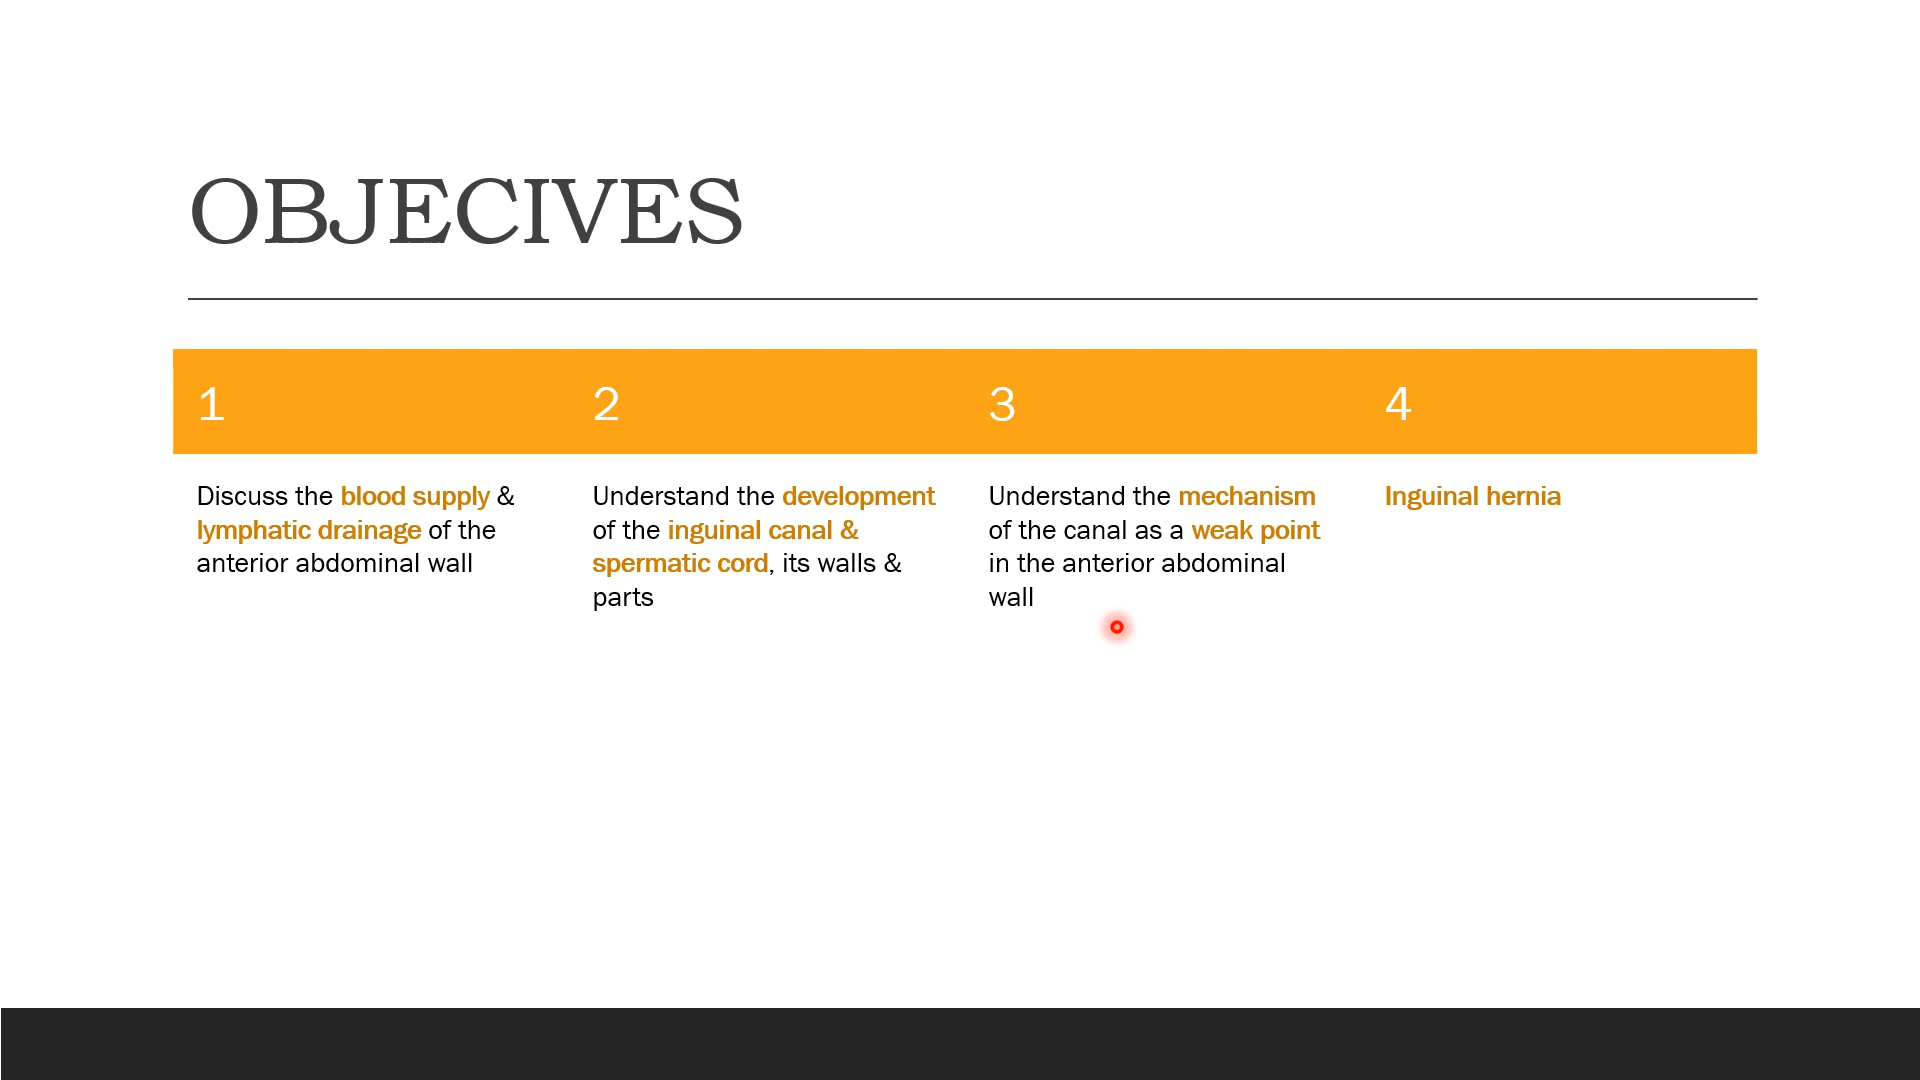 OBJECIVES
1
Discuss the blood supply &
lymphatic drainage of the
anterior abdominal wall
2
Understand the development
of the inguinal canal &
spermatic cord, its walls &
parts
3
Understand the mechanism
of the canal as a weak point
in the anterior abdominal
wall
4
Inguinal hernia